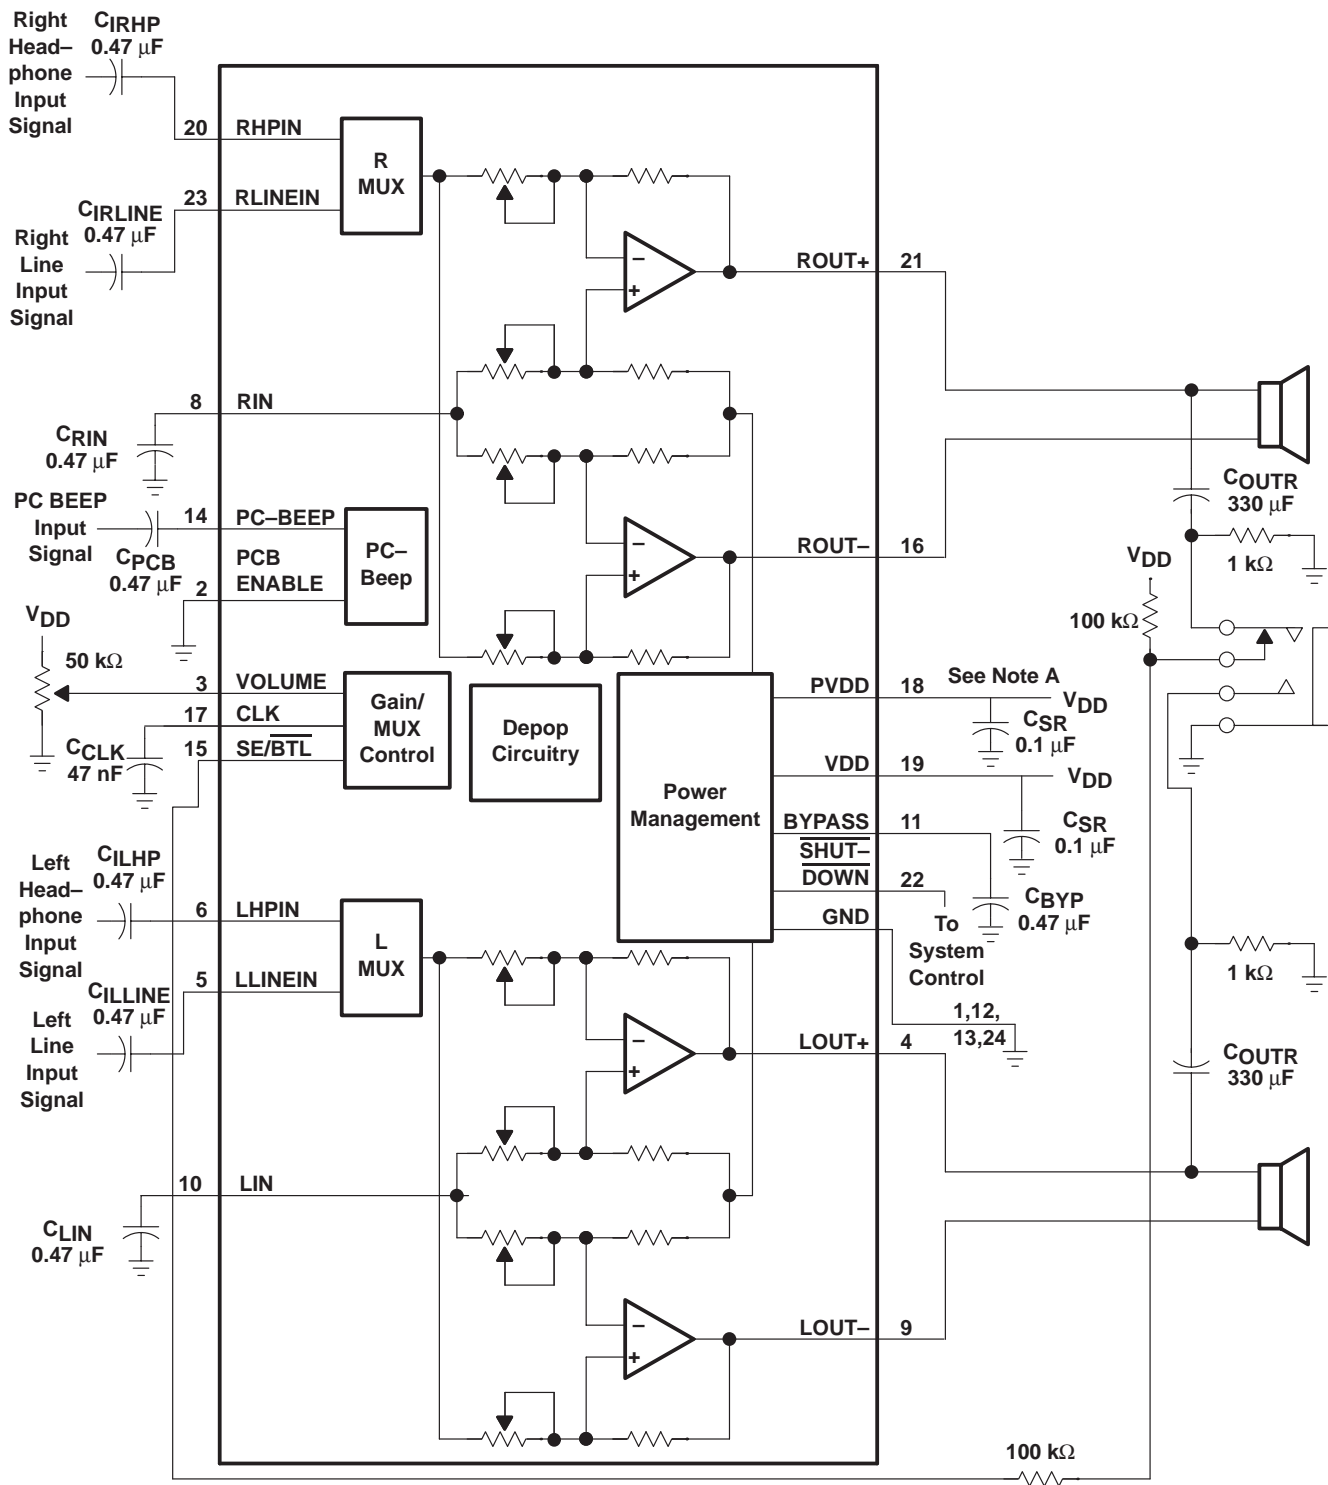 Right
Head–
phone
Input
Signal
CIRHP
0.47 μF
20 RHPIN
R
MUX
23 RLINEIN
CIRLINE
0.47 μF
Right
Line
Input
Signal
ROUT+ 21
8 RIN
CRIN
0.47 μF
PC BEEP
Input
Signal
CPCB
0.47 μF
14 PC–BEEP
PCB
ENABLE
2
PC–
Beep
ROUT– 16
COUTR
330 μF
1 kΩ
VDD
100 kΩ
VDD
50 kΩ
3 VOLUME
17 CLK
15 SE/BTL
CCLK
47 nF
Gain/
MUX
Control
Depop
Circuitry
Power
Management
PVDD 18
See Note A
VDD
CSR
0.1 μF
VDD 19
VDD
CSR
0.1 μF
BYPASS 11
SHUT–
DOWN 22
CBYP
0.47 μF
GND
To
System
Control
1,12,
13,24
Left
Head–
phone
Input
Signal
CILHP
0.47 μF
6 LHPIN
L
MUX
5 LLINEIN
CILLINE
0.47 μF
Left
Line
Input
Signal
1 kΩ
LOUT+ 4
COUTR
330 μF
10 LIN
CLIN
0.47 μF
LOUT– 9
100 kΩ
−
+
−
+
−
+
−
+